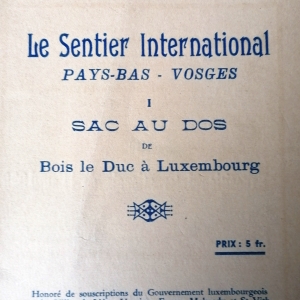 Le Sentier International
PAYS-BAS - VOSGES
I
SAC AU DOS
DE
Bois le Duc à Luxembourg
PRIX : 5 fr.
Honoré de souscriptions du Gouvernement luxembourgeois